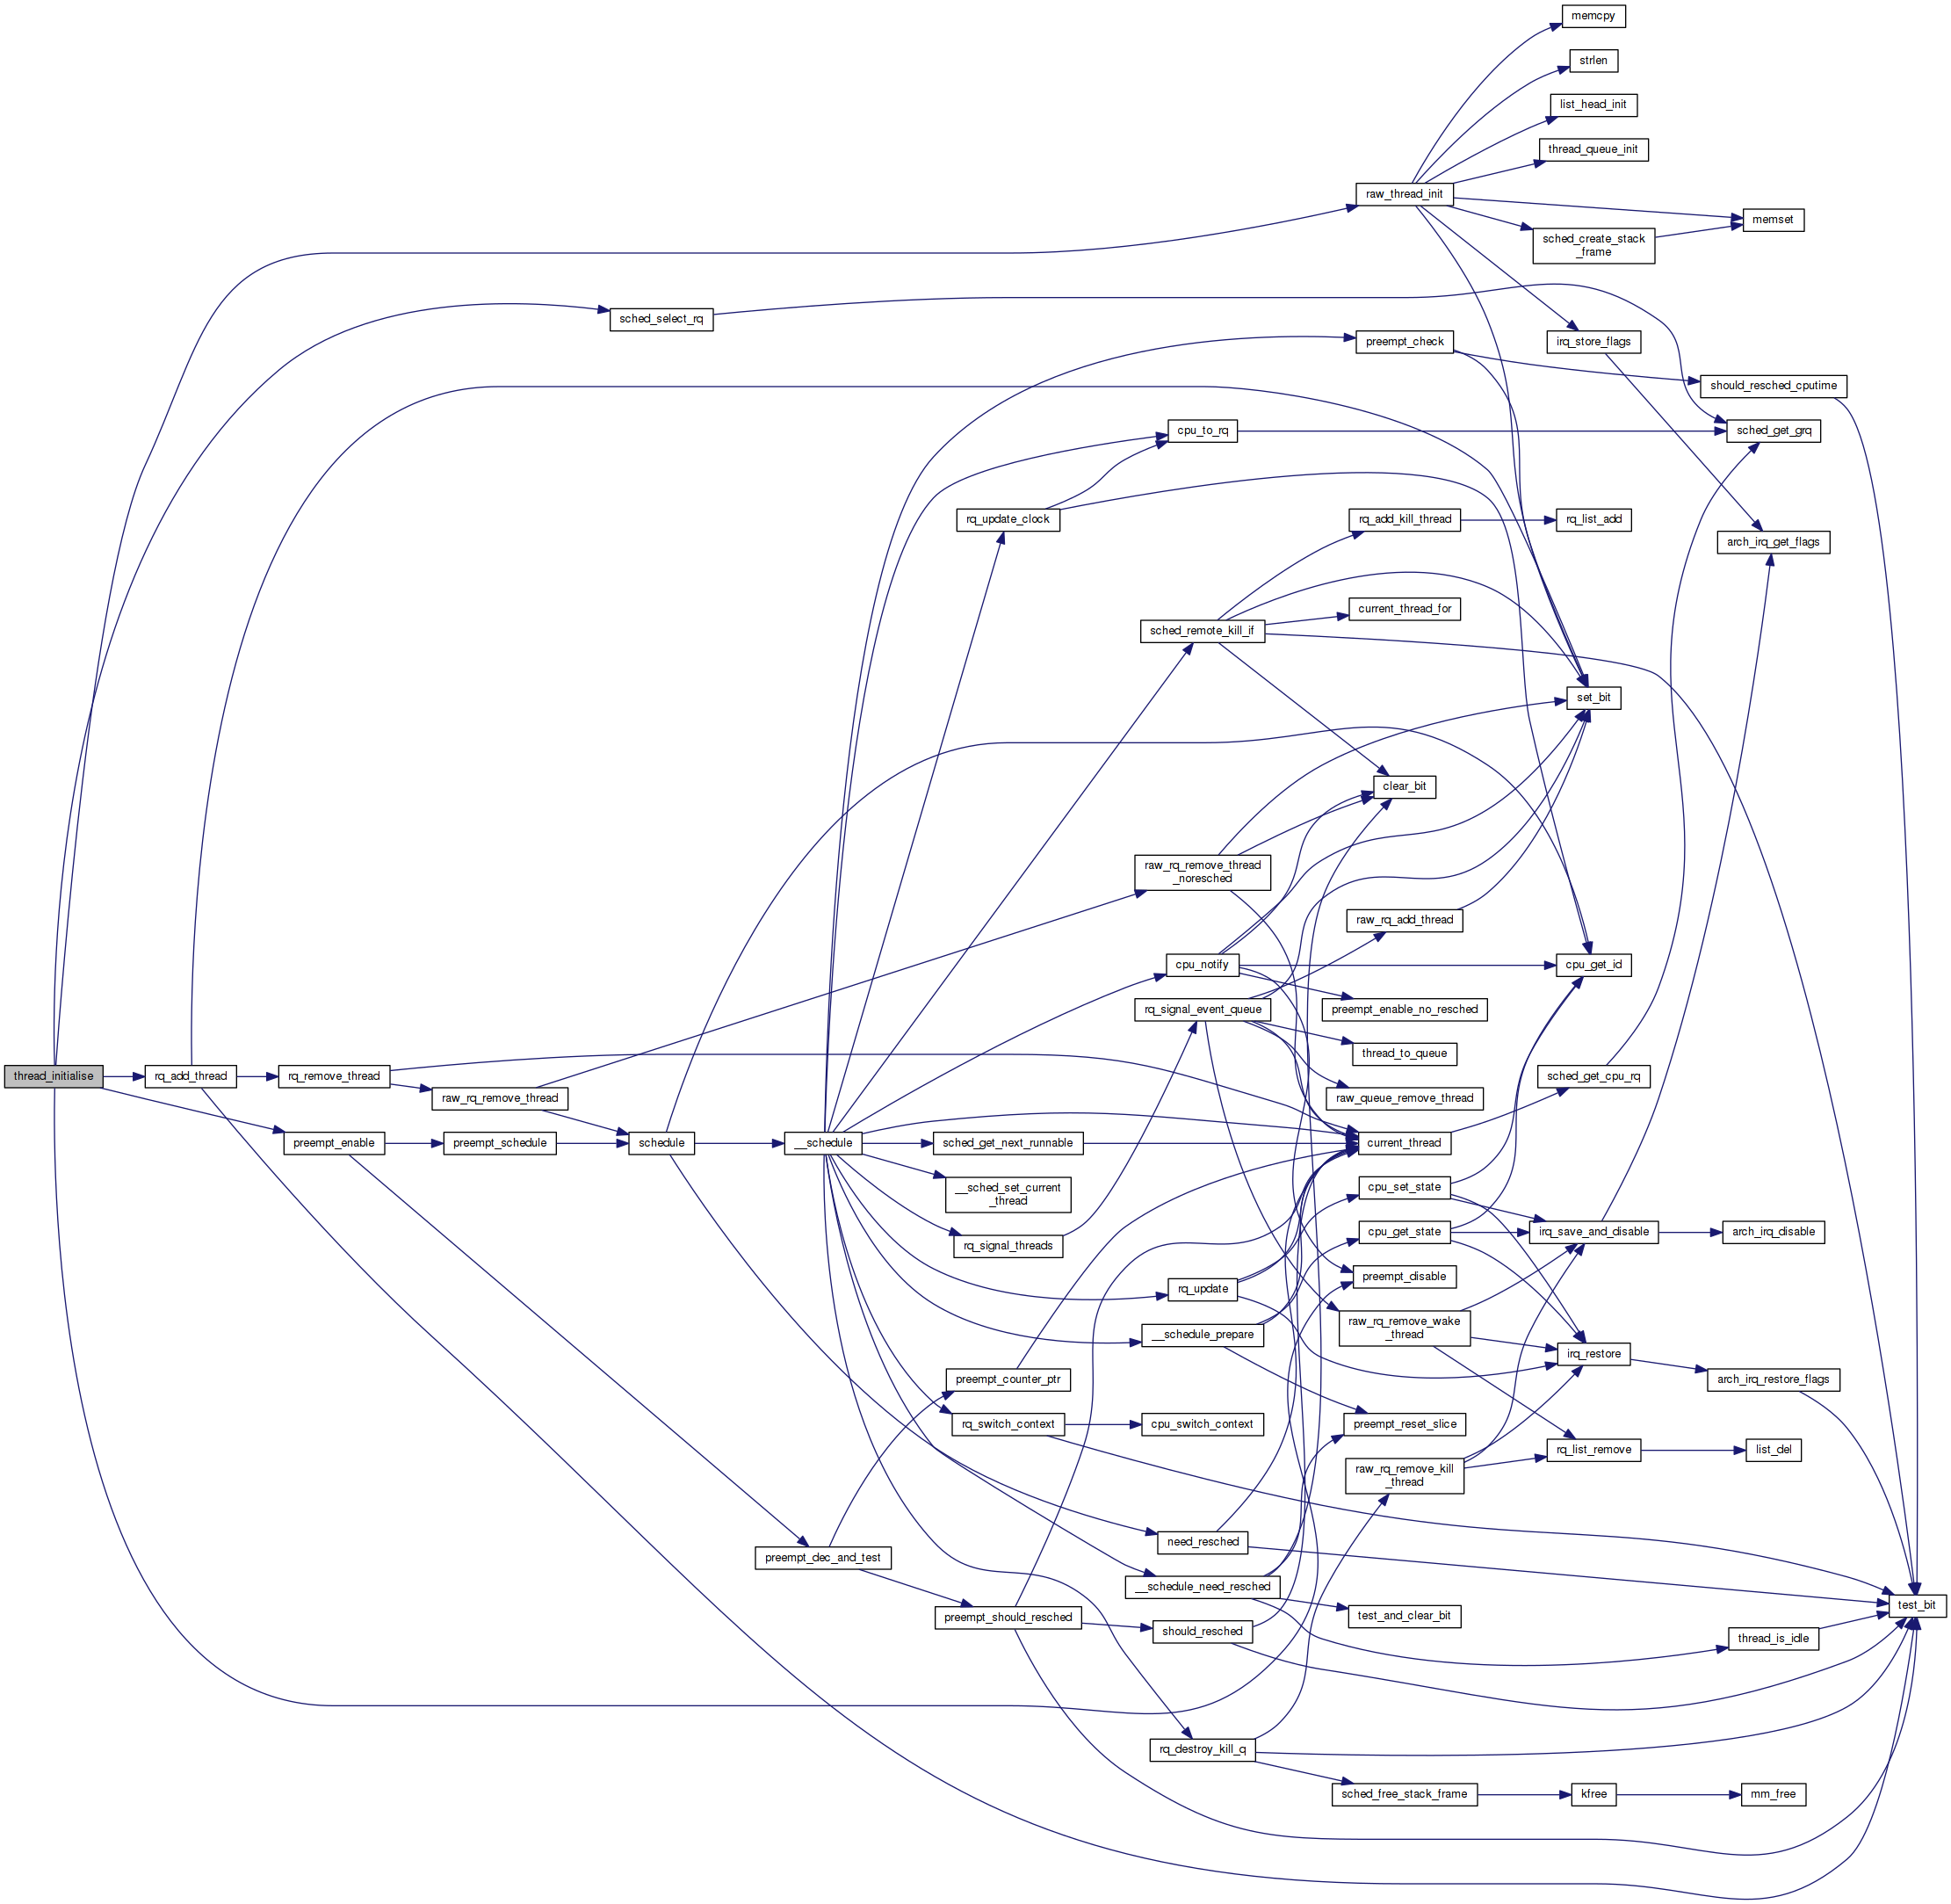 memcpy
strlen
list_head_init
thread_queue_init
raw_thread_init
memset
sched_create_stack
_frame
sched_select_rq
irq_store_flags
preempt_check
should_resched_cputime
cpu_to_rq
sched_get_grq
rq_update_clock
rq_add_kill_thread
rq_list_add
arch_irq_get_flags
current_thread_for
sched_remote_kill_if
set_bit
clear_bit
raw_rq_remove_thread
_noresched
raw_rq_add_thread
cpu_notify
cpu_get_id
rq_signal_event_queue
preempt_enable_no_resched
thread_to_queue
thread_initialise
rq_add_thread
rq_remove_thread
sched_get_cpu_rq
raw_rq_remove_thread
raw_queue_remove_thread
preempt_enable
preempt_schedule
schedule
__schedule
sched_get_next_runnable
current_thread
__sched_set_current
_thread
cpu_set_state
rq_signal_threads
cpu_get_state
irq_save_and_disable
arch_irq_disable
rq_update
preempt_disable
__schedule_prepare
raw_rq_remove_wake
_thread
irq_restore
preempt_counter_ptr
arch_irq_restore_flags
rq_switch_context
cpu_switch_context
preempt_reset_slice
rq_list_remove
list_del
raw_rq_remove_kill
_thread
need_resched
preempt_dec_and_test
__schedule_need_resched
test_bit
preempt_should_resched
should_resched
test_and_clear_bit
thread_is_idle
rq_destroy_kill_q
sched_free_stack_frame
kfree
mm_free